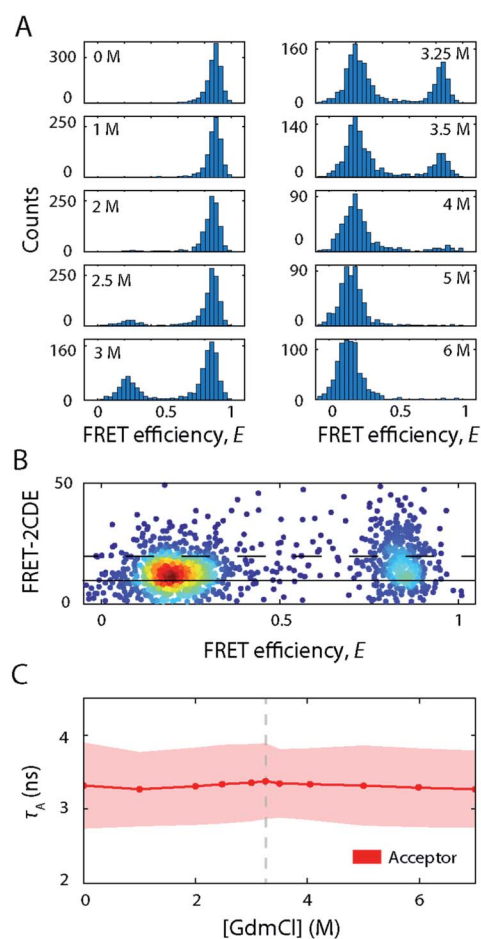 A
300
0
0 M
160
0
3.25 M
250
0
1 M
140
0
3.5 M
Counts
250
0
2 M
90
0
4 M
250
0
2.5 M
90
0
5 M
160
0
3 M
100
0
6 M
0 0.5 1
0 0.5 1
FRET efficiency, E
FRET efficiency, E
B
50
0
FRET-2CDE
0 0.5 1
FRET efficiency, E
C
4
3
2
τA (ns)
Acceptor
0 2 4 6
[GdmCl] (M)